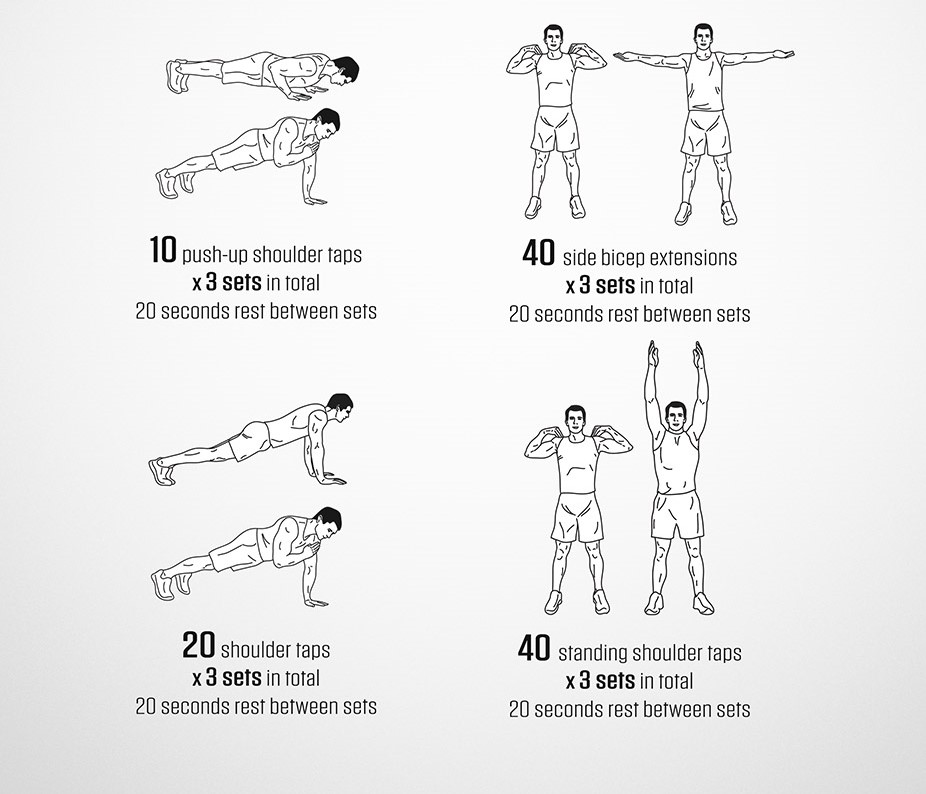 10 push-up shoulder taps
x 3 sets in total
20 seconds rest between sets
40 side bicep extensions
x 3 sets in total
20 seconds rest between sets
20 shoulder taps
x 3 sets in total
20 seconds rest between sets
40 standing shoulder taps
x 3 sets in total
20 seconds rest between sets